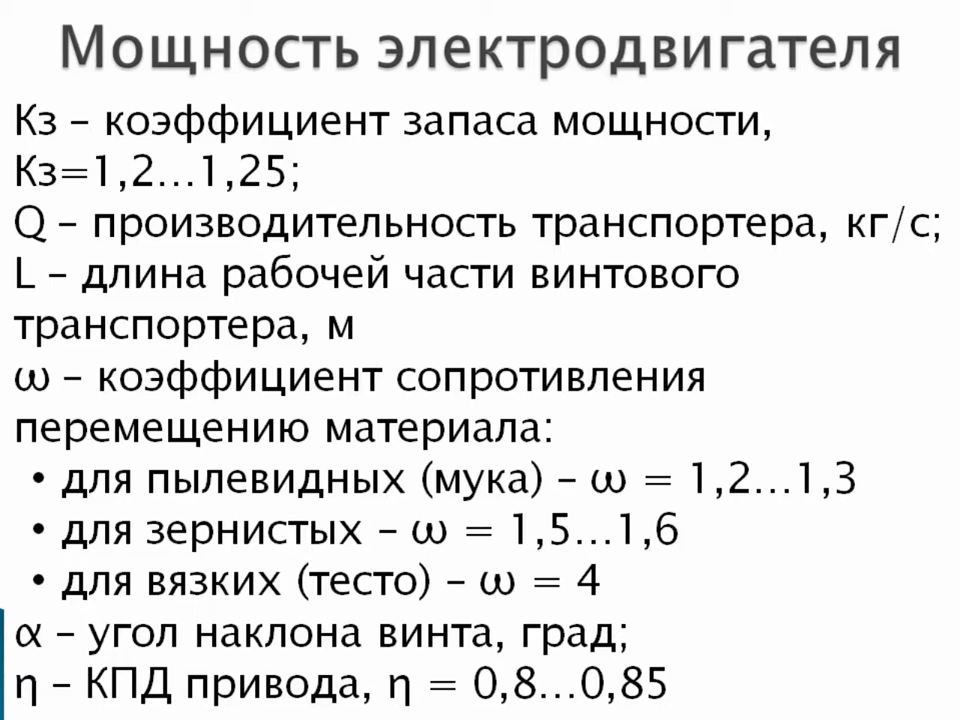 Мощность электродвигателя
Кз – коэффициент запаса мощности,
Кз=1,2…1,25;
Q – производительность транспортера, кг/с;
L – длина рабочей части винтового
транспортера, м
ω – коэффициент сопротивления
перемещению материала:
• для пылевидных (мука) – ω = 1,2…1,3
• для зернистых – ω = 1,5…1,6
• для вязких (тесто) – ω = 4
α – угол наклона винта, град;
η – КПД привода, η = 0,8…0,85